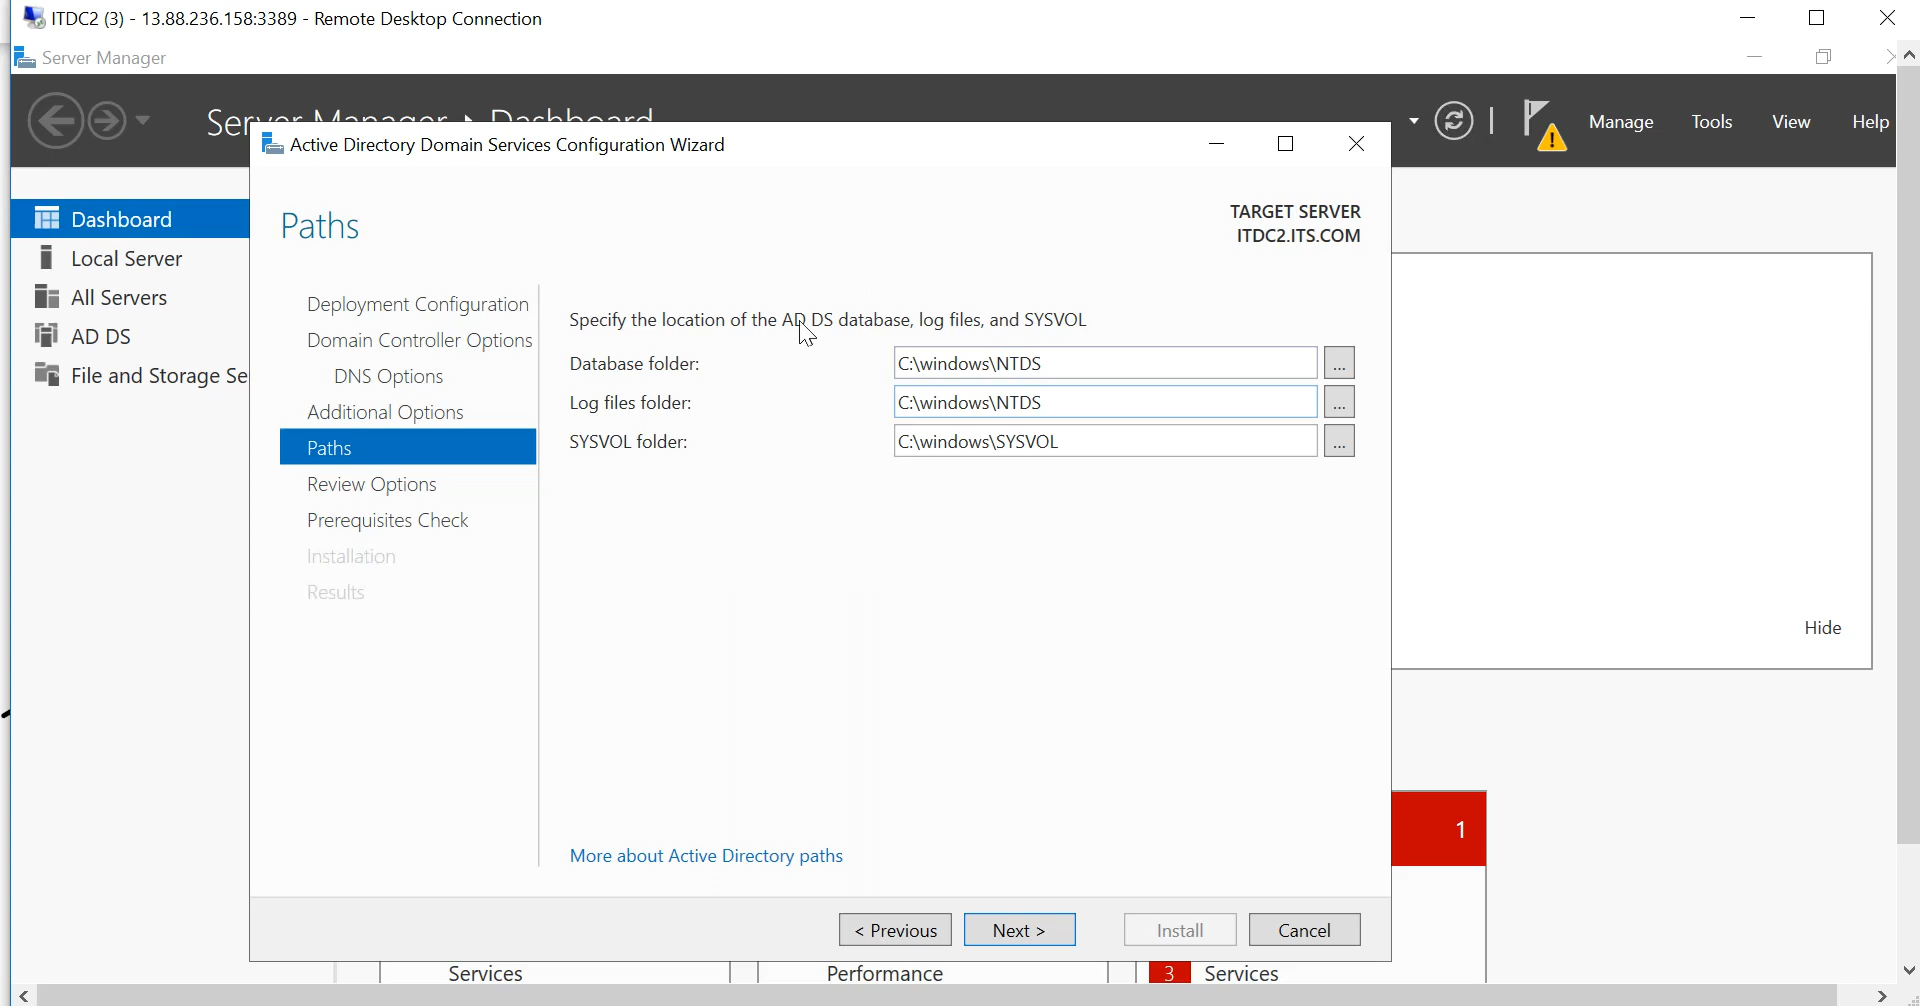 ITDC2 (3) - 13.88.236.158:3389 - Remote Desktop Connection
Server Manager
Server Manager Dashboard
Manage Tools View Help
Active Directory Domain Services Configuration Wizard
Dashboard
Local Server
All Servers
AD DS
File and Storage Se
Paths
TARGET SERVER
ITDC2.ITS.COM
Deployment Configuration
Domain Controller Options
DNS Options
Additional Options
Paths
Review Options
Prerequisites Check
Installation
Results
Specify the location of the AD DS database, log files, and SYSVOL
Database folder: C:\windows\NTDS ...
Log files folder: C:\windows\NTDS ...
SYSVOL folder: C:\windows\SYSVOL ...
More about Active Directory paths
Hide
1
< Previous Next > Install Cancel
Services Performance 3 Services